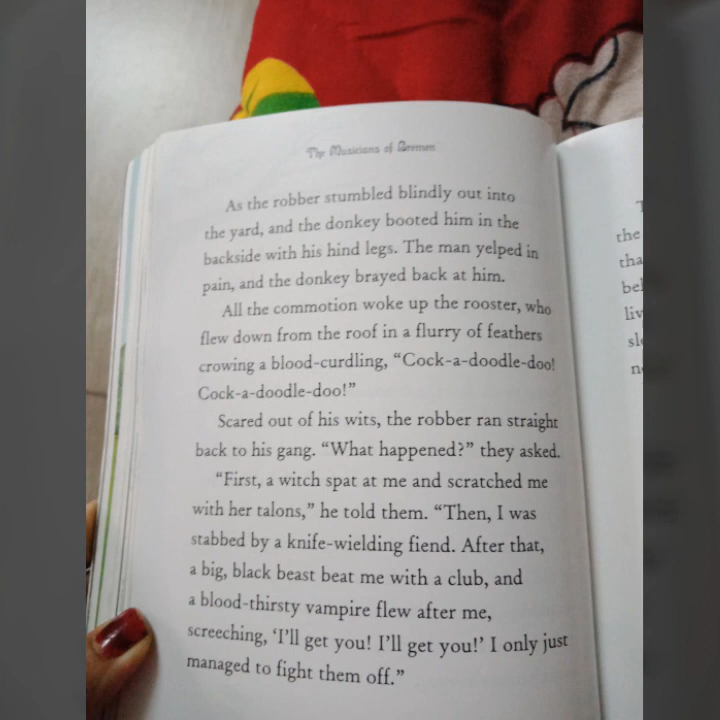 The Musicians of Bremen
As the robber stumbled blindly out into
the yard, and the donkey booted him in the
backside with his hind legs. The man yelped in
pain, and the donkey brayed back at him.
All the commotion woke up the rooster, who
flew down from the roof in a flurry of feathers
crowing a blood-curdling, “Cock-a-doodle-doo!
Cock-a-doodle-doo!”
Scared out of his wits, the robber ran straight
back to his gang. “What happened?” they asked.
“First, a witch spat at me and scratched me
with her talons,” he told them. “Then, I was
stabbed by a knife-wielding fiend. After that,
a big, black beast beat me with a club, and
a blood-thirsty vampire flew after me,
screeching, ‘I’ll get you! I’ll get you!’ I only just
managed to fight them off.”
the